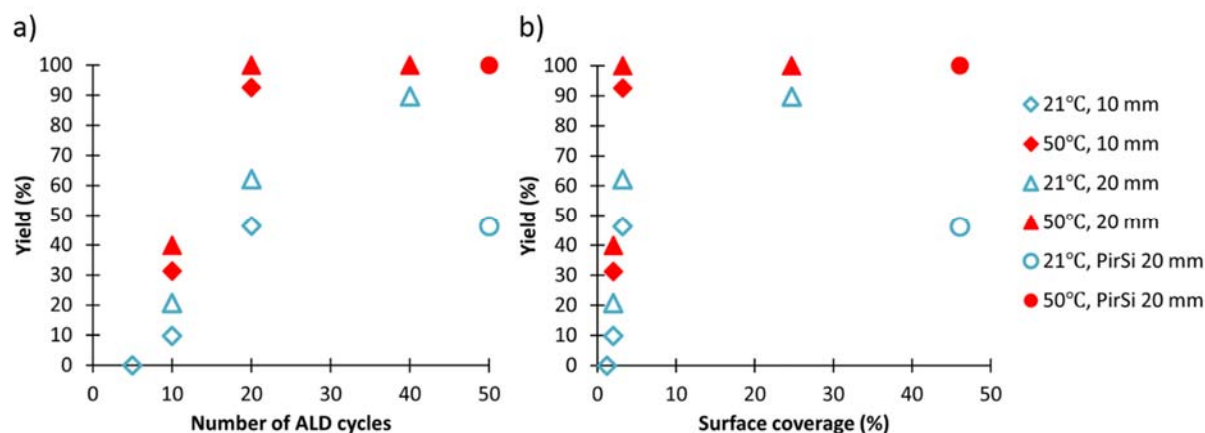 a)
100
90
80
70
60
50
40
30
20
10
0
Yield (%)
0 10 20 30 40 50
Number of ALD cycles
b)
100
90
80
70
60
50
40
30
20
10
0
Yield (%)
0 10 20 30 40 50
Surface coverage (%)
21℃, 10 mm
50℃, 10 mm
21℃, 20 mm
50℃, 20 mm
21℃, PirSi 20 mm
50℃, PirSi 20 mm